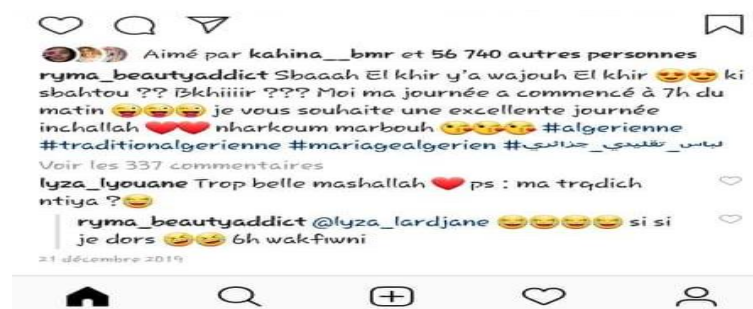 Aimé par kahina__bmr et 56 740 autres personnes
ryma_beautyaddict Sbaaah El khir y'a wajouh El khir 😍😍 ki
sbahtou ?? Bkhiiiir ??? Moi ma journée a commencé à 7h du
matin 😜😜😜 je vous souhaite une excellente journée
inchallah ❤️❤️ nharkoum marbouh 😘😘😘 #algerienne
#traditionalgerienne #mariagealgerien #لباس_تقليدي_جزائري
Voir les 337 commentaires
lyza_lyouane Trop belle mashallah ❤️ ps : ma trqdich
ntiya ?😂
ryma_beautyaddict @lyza_lardjane 😂😂😂😂 si si
je dors 🤣🤣 6h wakfiwni
21 décembre 2019